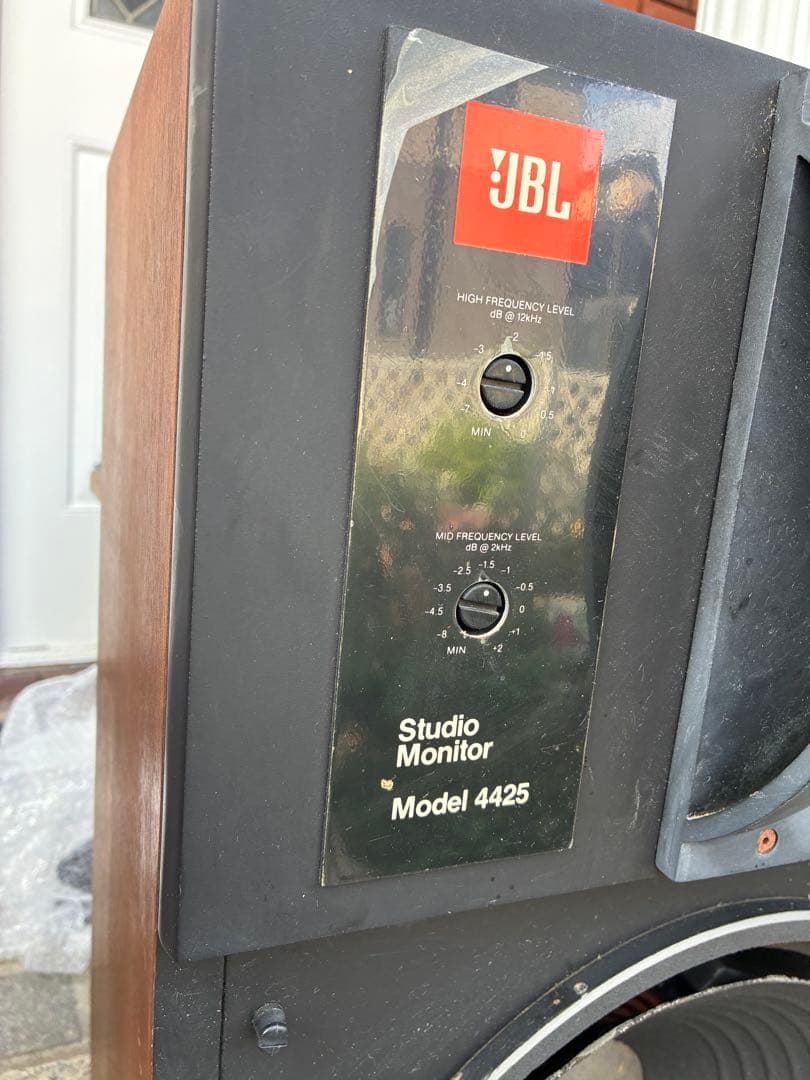 JBL
HIGH FREQUENCY LEVEL
dB @ 12kHz
-2
-3 -1.5
-4 -1
-7 -0.5
MIN 0
MID FREQUENCY LEVEL
dB @ 2kHz
-2.5 -1.5 -1
-3.5 -0.5
-4.5 0
-8 +1
MIN +2
Studio
Monitor
Model 4425